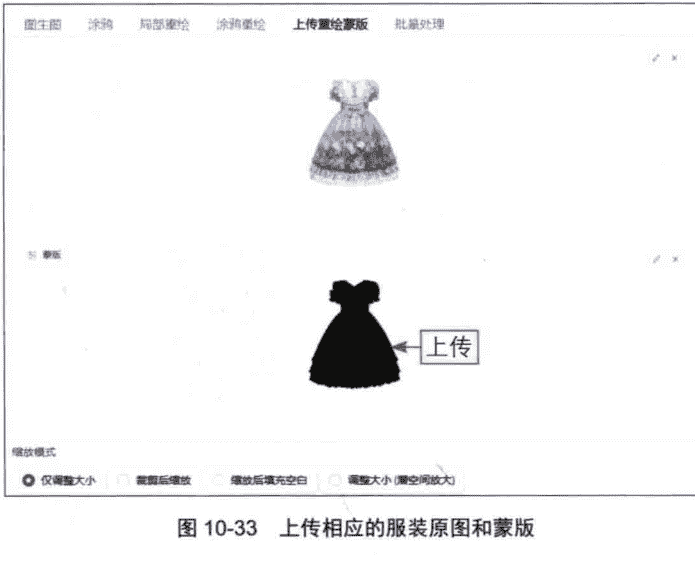 图生图 涂鸦 局部重绘 涂鸦重绘 上传重绘蒙版 批量处理
蒙版
上传
缩放模式
仅调整大小 裁剪后缩放 缩放后填充空白 调整大小 (潜空间放大)
图 10-33 上传相应的服装原图和蒙版